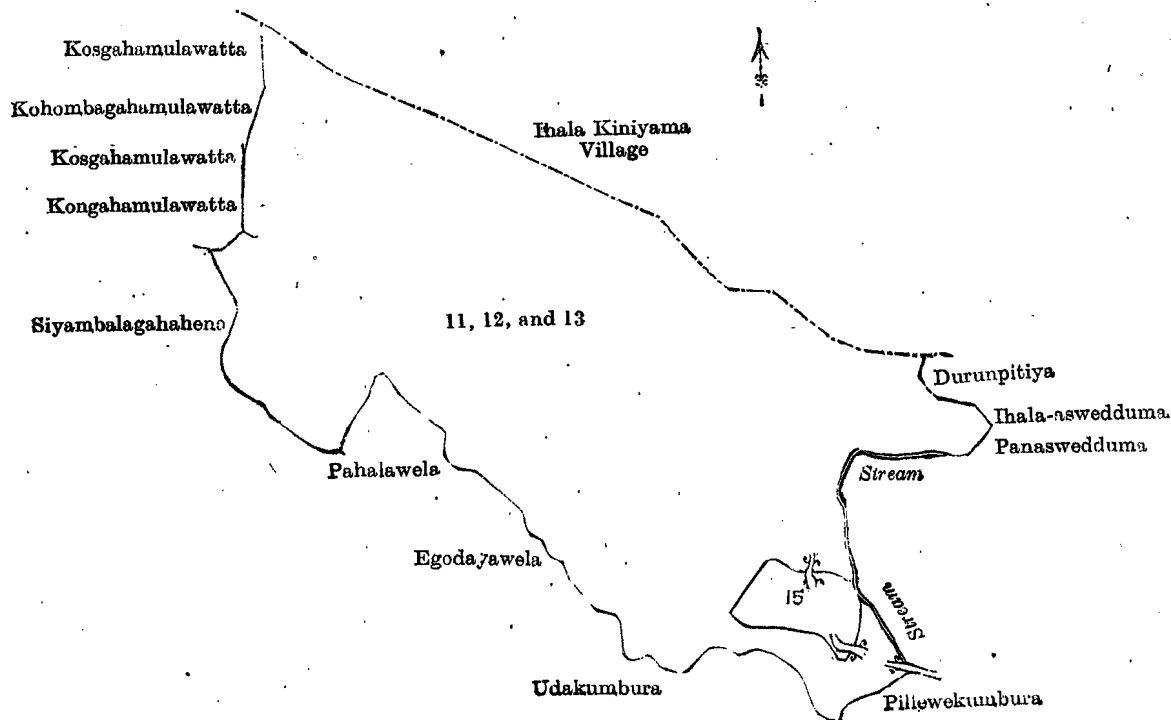 Kosgahamulawatta
Kohombagahamulawatta
Kosgahamulawatta
Kongahamulawatta
Ihala Kiniyama
Village
Siyambalagahahena
11, 12, and 13
Durunpitiya
Ihala-aswedduma
Panaswedduma
Stream
Pahalawela
Egodayawela
15
Stream
Udakumbura
Pillewekumbura